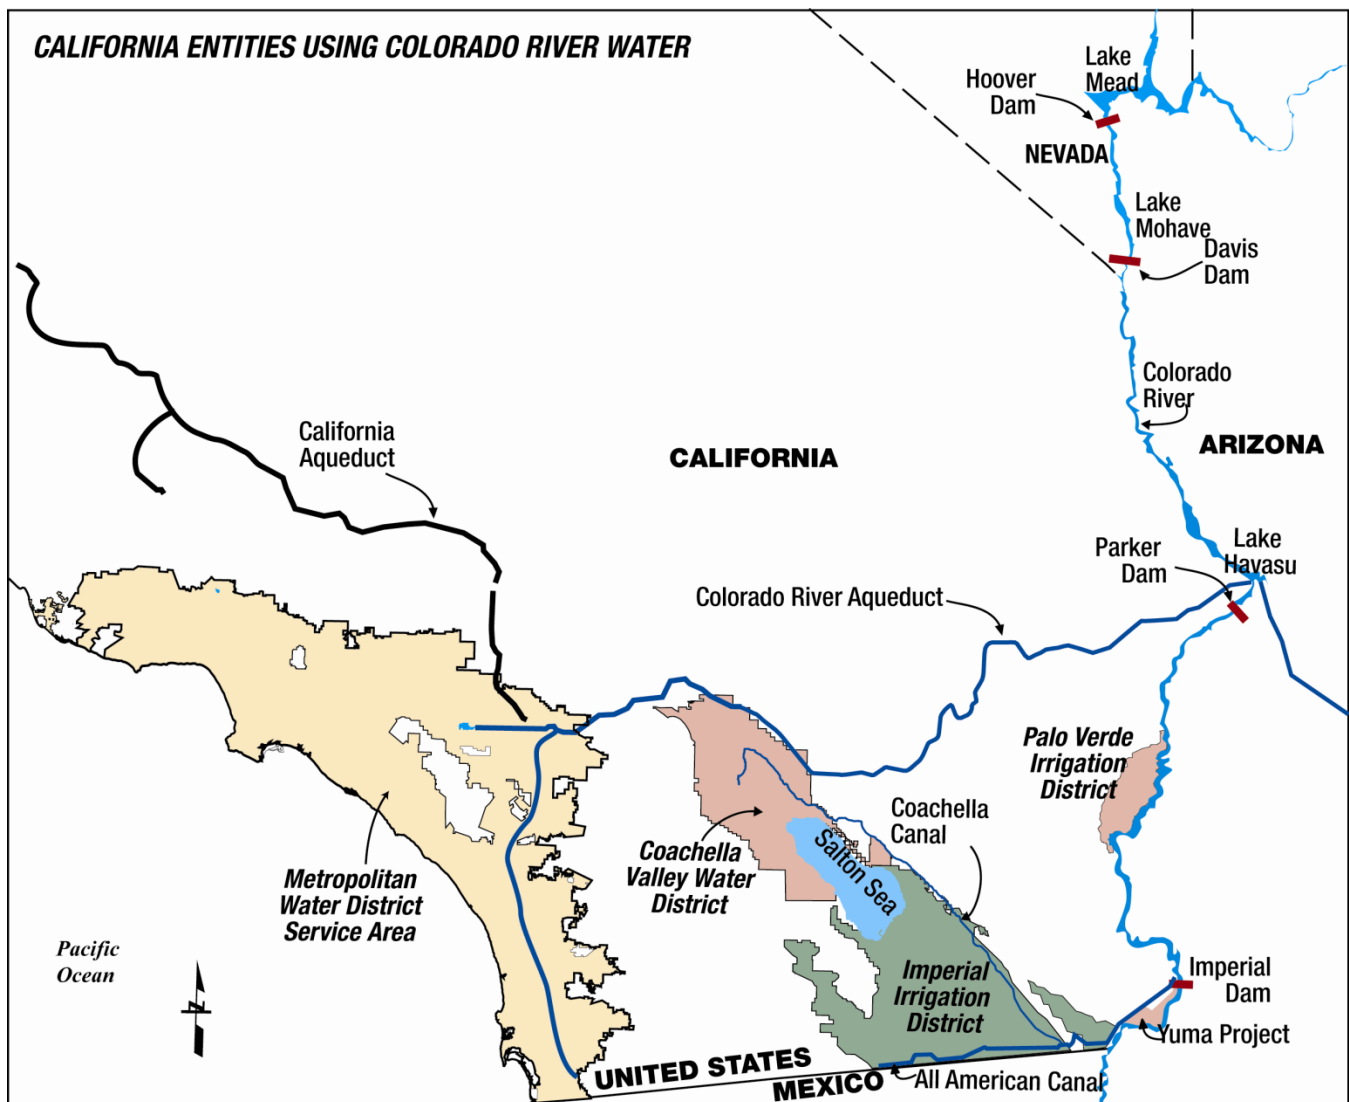 CALIFORNIA ENTITIES USING COLORADO RIVER WATER
Lake
Mead
Hoover
Dam
NEVADA
Lake
Mohave
Davis
Dam
Colorado
River
ARIZONA
California
Aqueduct
CALIFORNIA
Lake
Havasu
Parker
Dam
Colorado River Aqueduct
Palo Verde
Irrigation
District
Coachella
Canal
Salton Sea
Coachella
Valley Water
District
Metropolitan
Water District
Service Area
Pacific
Ocean
N
Imperial
Irrigation
District
Imperial
Dam
Yuma Project
UNITED STATES
MEXICO
All American Canal